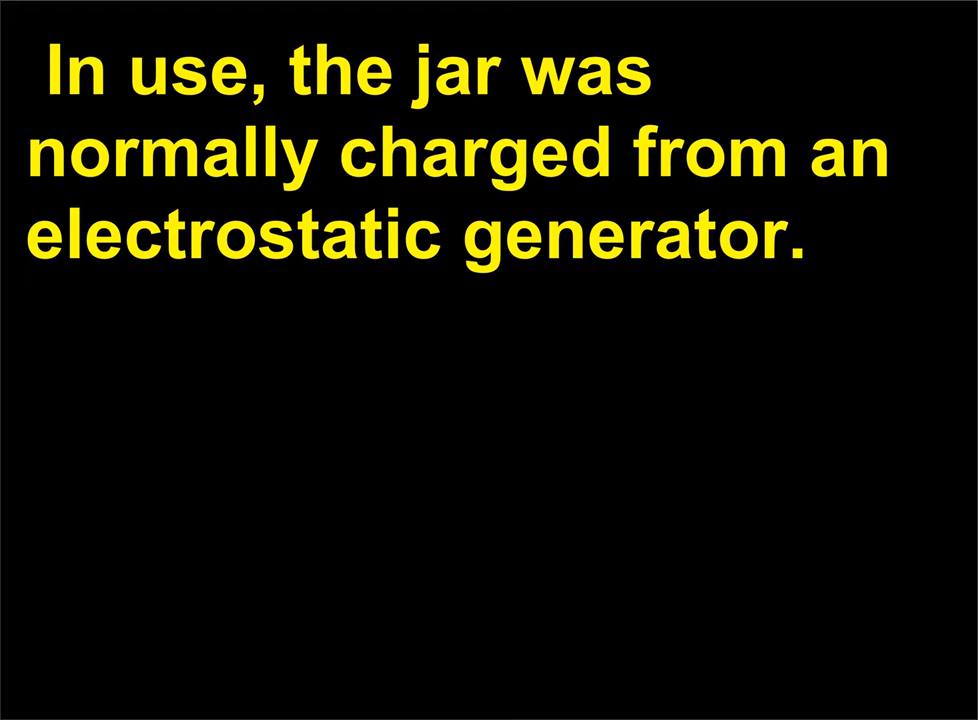 In use, the jar was
normally charged from an
electrostatic generator.